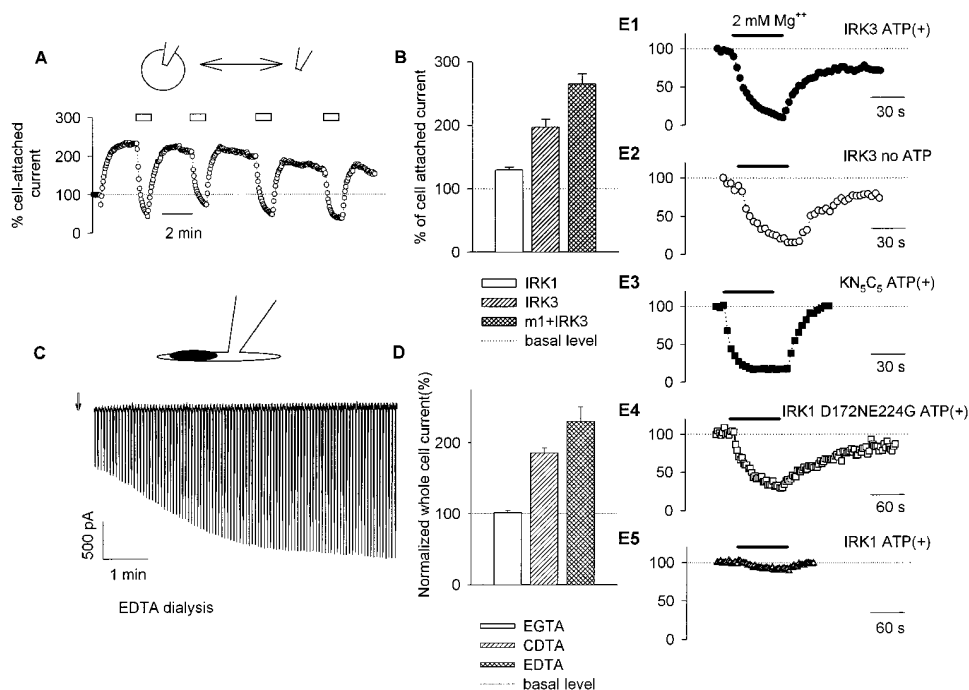 A
% cell-attached
current
300
200
100
0
2 min
B
% of cell attached current
300
200
100
0
IRK1
IRK3
m1+IRK3
basal level
C
500 pA
1 min
EDTA dialysis
D
Normalized whole cell current(%)
200
100
0
EGTA
CDTA
EDTA
basal level
E1
2 mM Mg++
IRK3 ATP(+)
100
50
0
30 s
E2
IRK3 no ATP
100
50
0
30 s
E3
KN5C5 ATP(+)
100
50
0
30 s
E4
IRK1 D172NE224G ATP(+)
100
50
0
60 s
E5
IRK1 ATP(+)
100
50
0
60 s